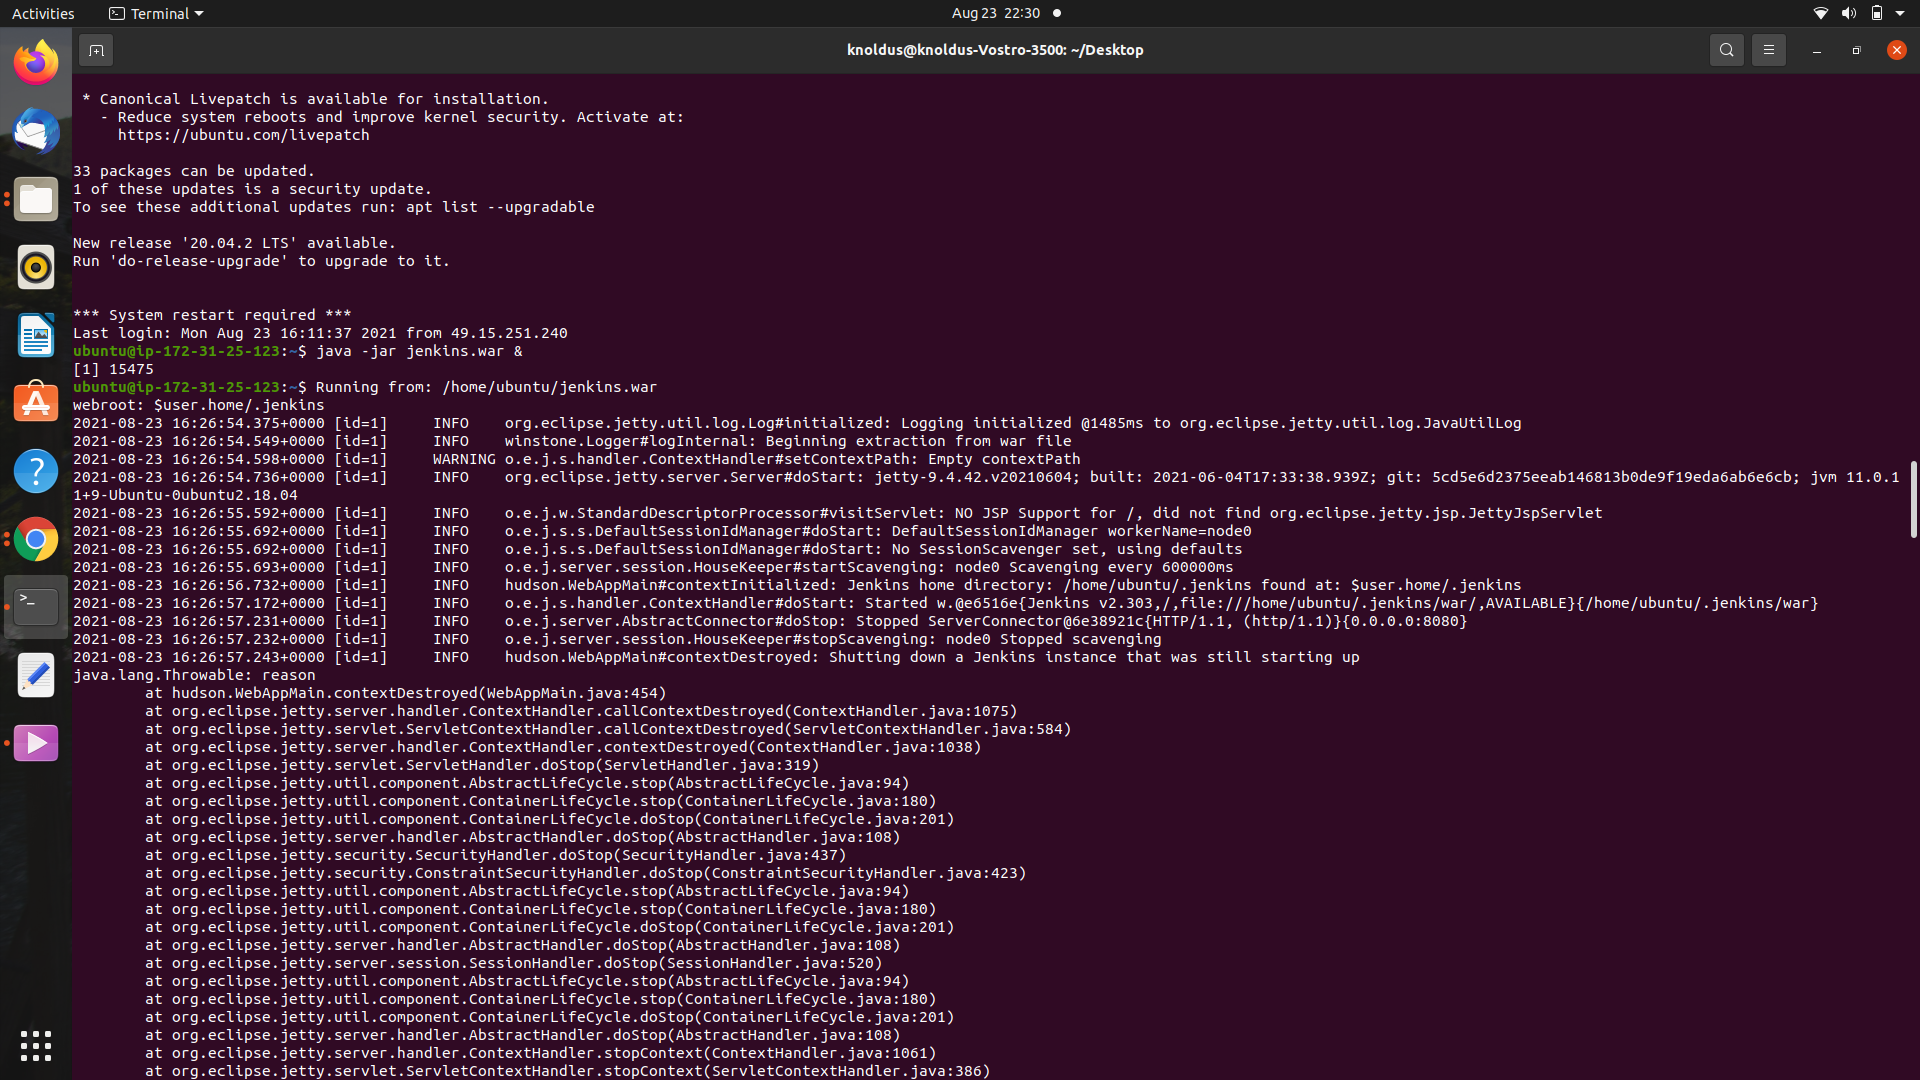 Activities
Terminal
Aug 23 22:30
knoldus@knoldus-Vostro-3500: ~/Desktop
* Canonical Livepatch is available for installation.
- Reduce system reboots and improve kernel security. Activate at:
https://ubuntu.com/livepatch
33 packages can be updated.
1 of these updates is a security update.
To see these additional updates run: apt list --upgradable
New release '20.04.2 LTS' available.
Run 'do-release-upgrade' to upgrade to it.
*** System restart required ***
Last login: Mon Aug 23 16:11:37 2021 from 49.15.251.240
ubuntu@ip-172-31-25-123:~$ java -jar jenkins.war &
[1] 15475
ubuntu@ip-172-31-25-123:~$ Running from: /home/ubuntu/jenkins.war
webroot: $user.home/.jenkins
2021-08-23 16:26:54.375+0000 [id=1] INFO org.eclipse.jetty.util.log.Log#initialized: Logging initialized @1485ms to org.eclipse.jetty.util.log.JavaUtilLog
2021-08-23 16:26:54.549+0000 [id=1] INFO winstone.Logger#logInternal: Beginning extraction from war file
2021-08-23 16:26:54.598+0000 [id=1] WARNING o.e.j.s.handler.ContextHandler#setContextPath: Empty contextPath
2021-08-23 16:26:54.736+0000 [id=1] INFO org.eclipse.jetty.server.Server#doStart: jetty-9.4.42.v20210604; built: 2021-06-04T17:33:38.939Z; git: 5cd5e6d2375eeab146813b0de9f19eda6ab6e6cb; jvm 11.0.1
1+9-Ubuntu-0ubuntu2.18.04
2021-08-23 16:26:55.592+0000 [id=1] INFO o.e.j.w.StandardDescriptorProcessor#visitServlet: NO JSP Support for /, did not find org.eclipse.jetty.jsp.JettyJspServlet
2021-08-23 16:26:55.692+0000 [id=1] INFO o.e.j.s.s.DefaultSessionIdManager#doStart: DefaultSessionIdManager workerName=node0
2021-08-23 16:26:55.692+0000 [id=1] INFO o.e.j.s.s.DefaultSessionIdManager#doStart: No SessionScavenger set, using defaults
2021-08-23 16:26:55.693+0000 [id=1] INFO o.e.j.server.session.HouseKeeper#startScavenging: node0 Scavenging every 600000ms
2021-08-23 16:26:56.732+0000 [id=1] INFO hudson.WebAppMain#contextInitialized: Jenkins home directory: /home/ubuntu/.jenkins found at: $user.home/.jenkins
2021-08-23 16:26:57.172+0000 [id=1] INFO o.e.j.s.handler.ContextHandler#doStart: Started w.@e6516e{Jenkins v2.303,/,file:///home/ubuntu/.jenkins/war/,AVAILABLE}{/home/ubuntu/.jenkins/war}
2021-08-23 16:26:57.231+0000 [id=1] INFO o.e.j.server.AbstractConnector#doStop: Stopped ServerConnector@6e38921c{HTTP/1.1, (http/1.1)}{0.0.0.0:8080}
2021-08-23 16:26:57.232+0000 [id=1] INFO o.e.j.server.session.HouseKeeper#stopScavenging: node0 Stopped scavenging
2021-08-23 16:26:57.243+0000 [id=1] INFO hudson.WebAppMain#contextDestroyed: Shutting down a Jenkins instance that was still starting up
java.lang.Throwable: reason
at hudson.WebAppMain.contextDestroyed(WebAppMain.java:454)
at org.eclipse.jetty.server.handler.ContextHandler.callContextDestroyed(ContextHandler.java:1075)
at org.eclipse.jetty.servlet.ServletContextHandler.callContextDestroyed(ServletContextHandler.java:584)
at org.eclipse.jetty.server.handler.ContextHandler.contextDestroyed(ContextHandler.java:1038)
at org.eclipse.jetty.servlet.ServletHandler.doStop(ServletHandler.java:319)
at org.eclipse.jetty.util.component.AbstractLifeCycle.stop(AbstractLifeCycle.java:94)
at org.eclipse.jetty.util.component.ContainerLifeCycle.stop(ContainerLifeCycle.java:180)
at org.eclipse.jetty.util.component.ContainerLifeCycle.doStop(ContainerLifeCycle.java:201)
at org.eclipse.jetty.server.handler.AbstractHandler.doStop(AbstractHandler.java:108)
at org.eclipse.jetty.security.SecurityHandler.doStop(SecurityHandler.java:437)
at org.eclipse.jetty.security.ConstraintSecurityHandler.doStop(ConstraintSecurityHandler.java:423)
at org.eclipse.jetty.util.component.AbstractLifeCycle.stop(AbstractLifeCycle.java:94)
at org.eclipse.jetty.util.component.ContainerLifeCycle.stop(ContainerLifeCycle.java:180)
at org.eclipse.jetty.util.component.ContainerLifeCycle.doStop(ContainerLifeCycle.java:201)
at org.eclipse.jetty.server.handler.AbstractHandler.doStop(AbstractHandler.java:108)
at org.eclipse.jetty.server.session.SessionHandler.doStop(SessionHandler.java:520)
at org.eclipse.jetty.util.component.AbstractLifeCycle.stop(AbstractLifeCycle.java:94)
at org.eclipse.jetty.util.component.ContainerLifeCycle.stop(ContainerLifeCycle.java:180)
at org.eclipse.jetty.util.component.ContainerLifeCycle.doStop(ContainerLifeCycle.java:201)
at org.eclipse.jetty.server.handler.AbstractHandler.doStop(AbstractHandler.java:108)
at org.eclipse.jetty.server.handler.ContextHandler.stopContext(ContextHandler.java:1061)
at org.eclipse.jetty.servlet.ServletContextHandler.stopContext(ServletContextHandler.java:386)